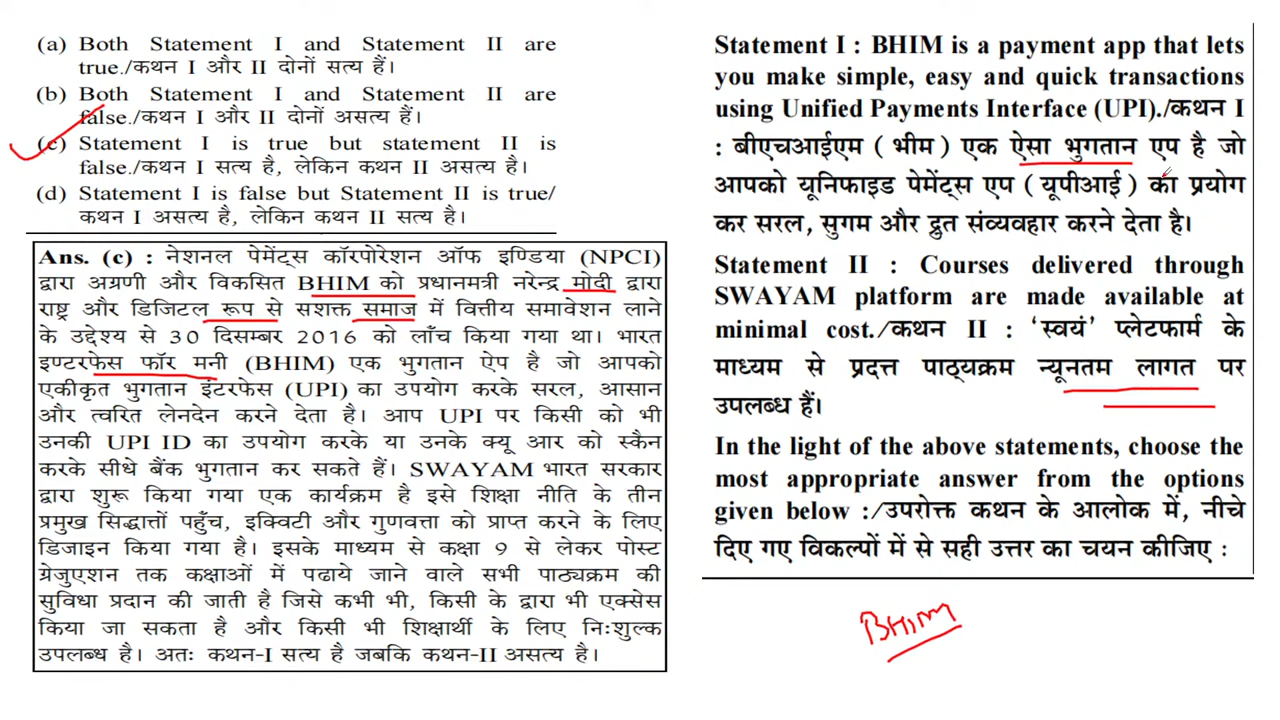 (a) Both Statement I and Statement II are
true./कथन I और II दोनों सत्य हैं।
(b) Both Statement I and Statement II are
false./कथन I और II दोनों असत्य हैं।
(c) Statement I is true but statement II is
false./कथन I सत्य है, लेकिन कथन II असत्य है।
(d) Statement I is false but Statement II is true/
कथन I असत्य है, लेकिन कथन II सत्य है।
Ans. (c) : नेशनल पेमेंट्स कॉरपोरेशन ऑफ इण्डिया (NPCI)
द्वारा अग्रणी और विकसित BHIM को प्रधानमत्री नरेन्द्र मोदी द्वारा
राष्ट्र और डिजिटल रूप से सशक्त समाज में वित्तीय समावेशन लाने
के उद्देश्य से 30 दिसम्बर 2016 को लाँच किया गया था। भारत
इण्टरफेस फॉर मनी (BHIM) एक भुगतान ऐप है जो आपको
एकीकृत भुगतान इंटरफेस (UPI) का उपयोग करके सरल, आसान
और त्वरित लेनदेन करने देता है। आप UPI पर किसी को भी
उनकी UPI ID का उपयोग करके या उनके क्यू आर को स्कैन
करके सीधे बैंक भुगतान कर सकते हैं। SWAYAM भारत सरकार
द्वारा शुरू किया गया एक कार्यक्रम है इसे शिक्षा नीति के तीन
प्रमुख सिद्धान्तों पहुँच, इक्विटी और गुणवत्ता को प्राप्त करने के लिए
डिजाइन किया गया है। इसके माध्यम से कक्षा 9 से लेकर पोस्ट
ग्रेजुएशन तक कक्षाओं में पढाये जाने वाले सभी पाठ्यक्रम की
सुविधा प्रदान की जाती है जिसे कभी भी, किसी के द्वारा भी एक्सेस
किया जा सकता है और किसी भी शिक्षार्थी के लिए निःशुल्क
उपलब्ध है। अतः कथन-I सत्य है जबकि कथन-II असत्य है।
Statement I : BHIM is a payment app that lets
you make simple, easy and quick transactions
using Unified Payments Interface (UPI)./कथन I
: बीएचआईएम (भीम) एक ऐसा भुगतान एप है जो
आपको यूनिफाइड पेमेंट्स एप (यूपीआई) का प्रयोग
कर सरल, सुगम और द्रुत संव्यवहार करने देता है।
Statement II : Courses delivered through
SWAYAM platform are made available at
minimal cost./कथन II : ‘स्वयं’ प्लेटफार्म के
माध्यम से प्रदत्त पाठ्यक्रम न्यूनतम लागत पर
उपलब्ध हैं।
In the light of the above statements, choose the
most appropriate answer from the options
given below :/उपरोक्त कथन के आलोक में, नीचे
दिए गए विकल्पों में से सही उत्तर का चयन कीजिए :
BHIM